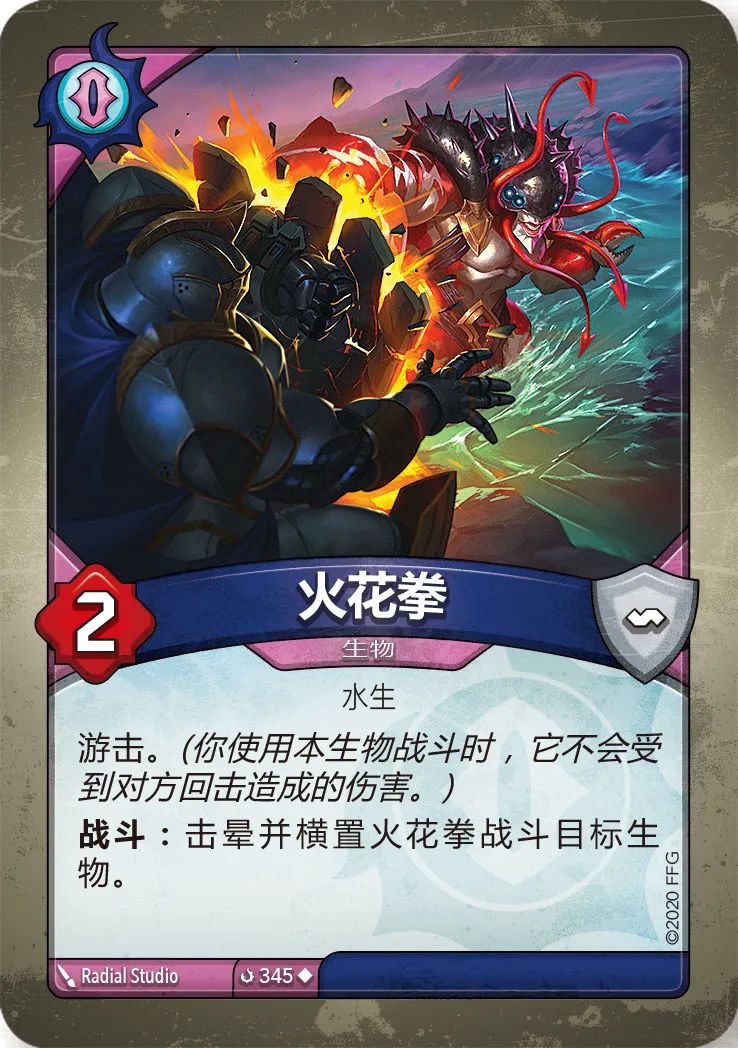 火花拳
2
生物
水生
游击。(你使用本生物战斗时，它不会受
到对方回击造成的伤害。)
战斗：击晕并横置火花拳战斗目标生
物。
©2020 FFG
Radial Studio
345